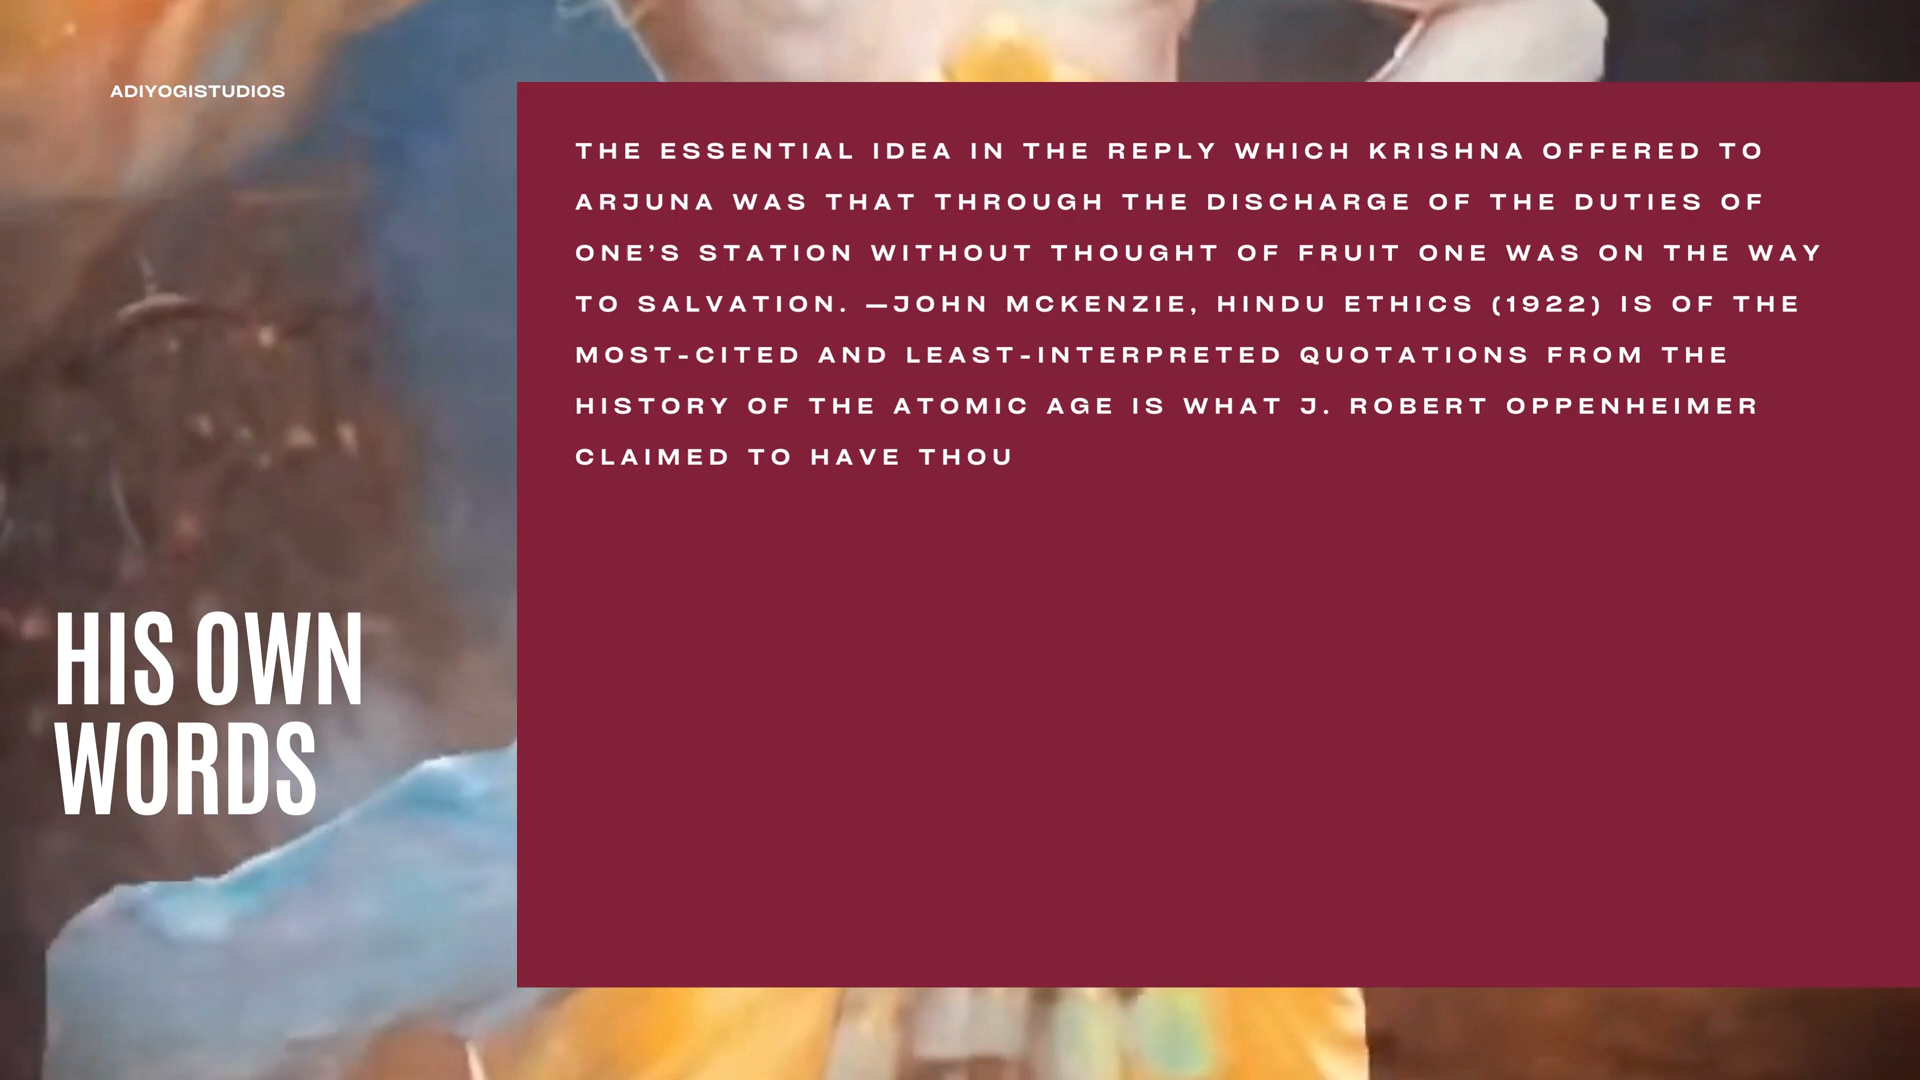 ADIYOGISTUDIOS
THE ESSENTIAL IDEA IN THE REPLY WHICH KRISHNA OFFERED TO
ARJUNA WAS THAT THROUGH THE DISCHARGE OF THE DUTIES OF
ONE’S STATION WITHOUT THOUGHT OF FRUIT ONE WAS ON THE WAY
TO SALVATION. —JOHN MCKENZIE, HINDU ETHICS (1922) IS OF THE
MOST-CITED AND LEAST-INTERPRETED QUOTATIONS FROM THE
HISTORY OF THE ATOMIC AGE IS WHAT J. ROBERT OPPENHEIMER
CLAIMED TO HAVE THOU
HIS OWN
WORDS